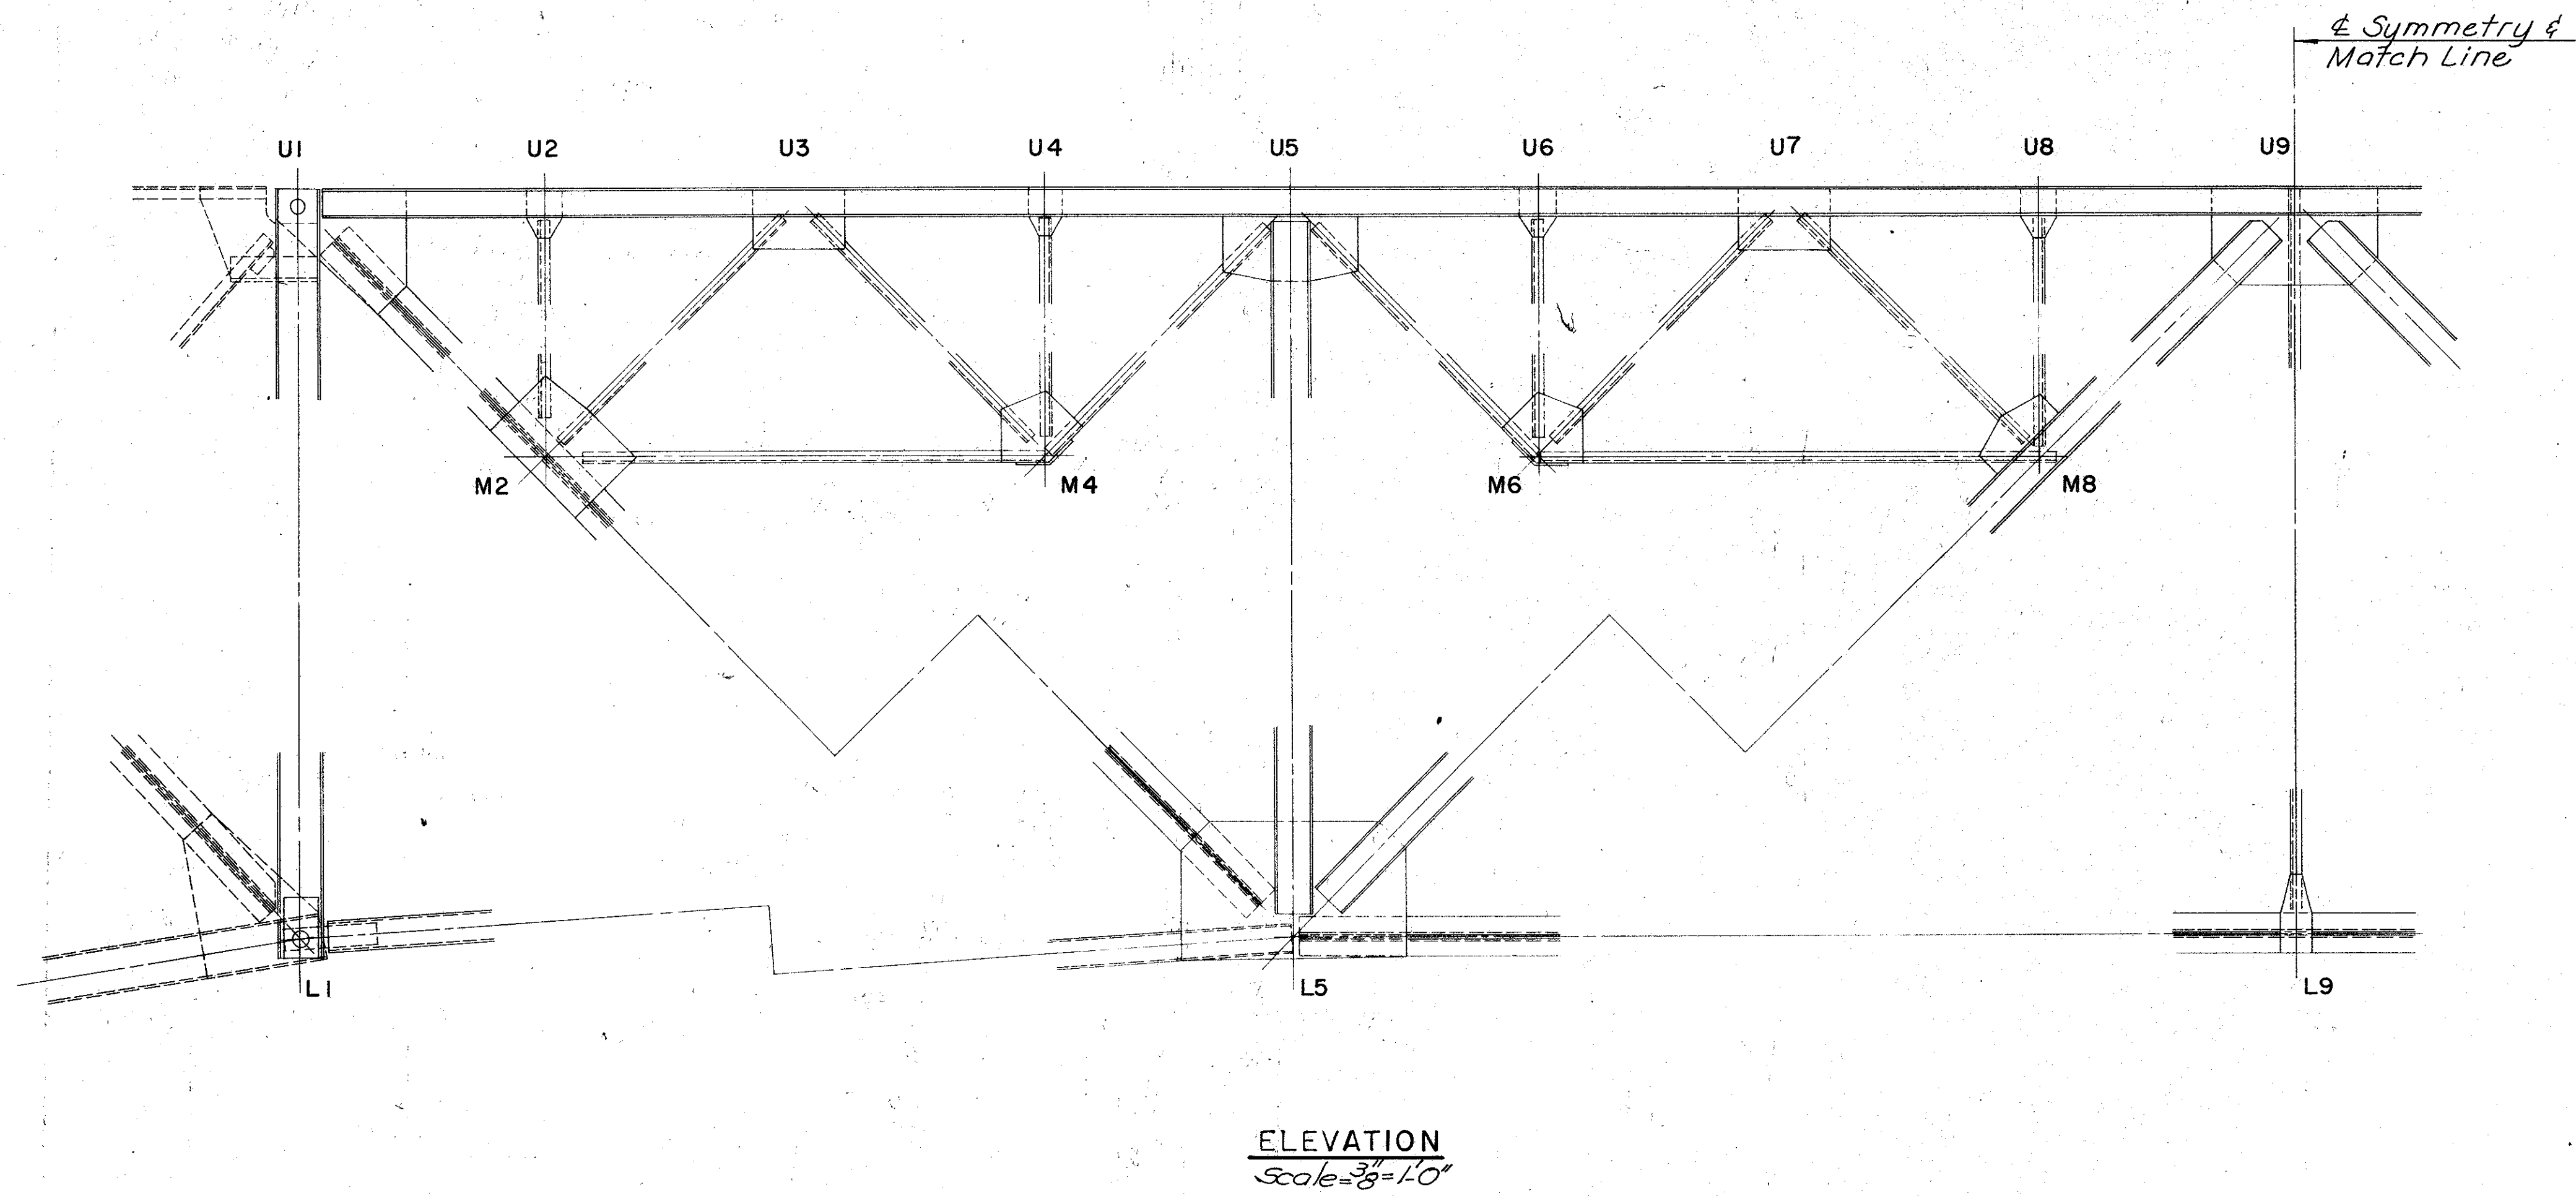 ℄ Symmetry &
Match Line
U1 U2 U3 U4 U5 U6 U7 U8 U9
M2 M4 M6 M8
L1 L5 L9
ELEVATION
Scale=3/8"=1'-0"